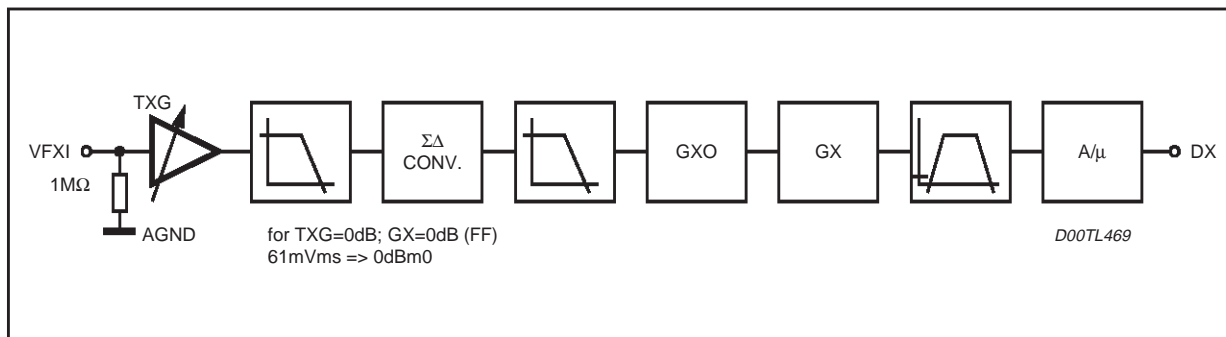 TXG
VFXI
1MΩ
AGND
ΣΔ
CONV.
GXO
GX
A/μ
DX
for TXG=0dB; GX=0dB (FF)
61mVms => 0dBm0
D00TL469